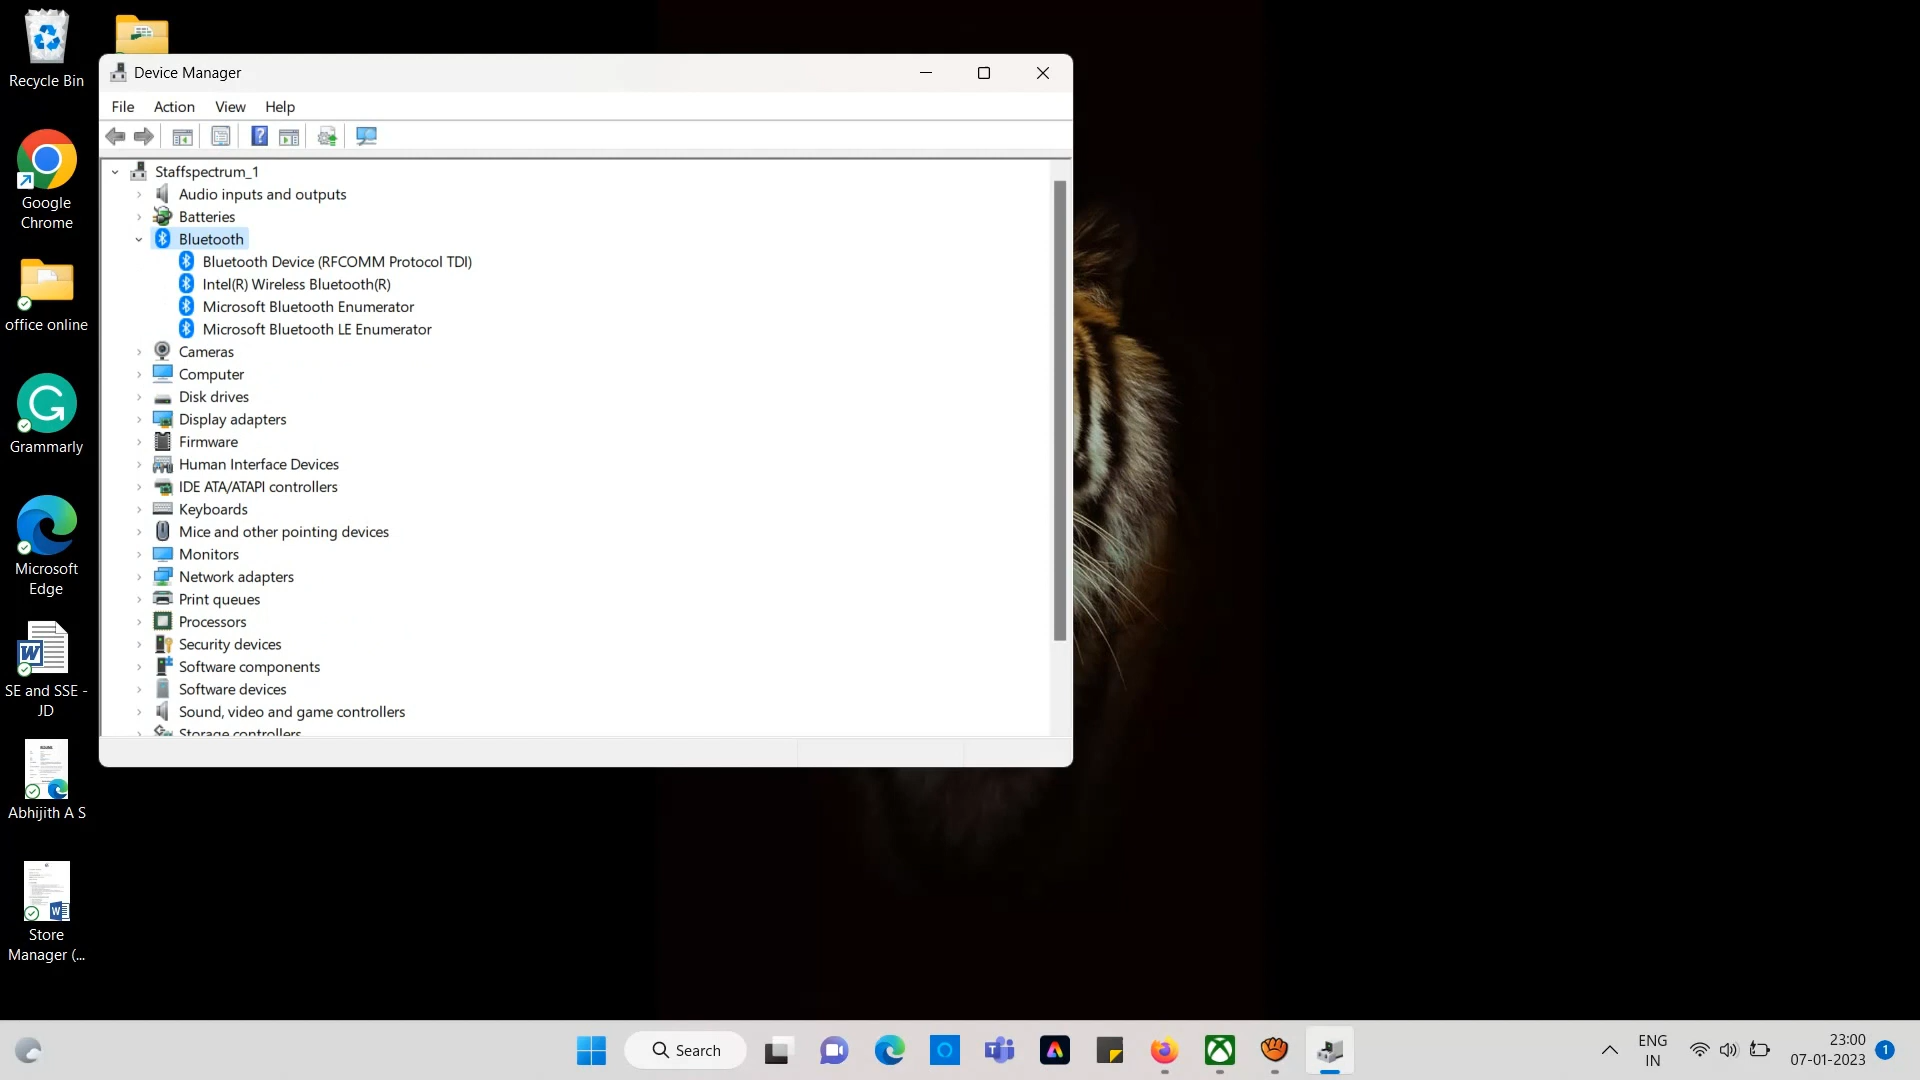 Recycle Bin
Google
Chrome
office online
Grammarly
Microsoft
Edge
SE and SSE -
JD
Abhijith A S
Store
Manager (...
Device Manager
File Action View Help
Staffspectrum_1
Audio inputs and outputs
Batteries
Bluetooth
Bluetooth Device (RFCOMM Protocol TDI)
Intel(R) Wireless Bluetooth(R)
Microsoft Bluetooth Enumerator
Microsoft Bluetooth LE Enumerator
Cameras
Computer
Disk drives
Display adapters
Firmware
Human Interface Devices
IDE ATA/ATAPI controllers
Keyboards
Mice and other pointing devices
Monitors
Network adapters
Print queues
Processors
Security devices
Software components
Software devices
Sound, video and game controllers
Storage controllers
Search
ENG
IN
23:00
07-01-2023
1